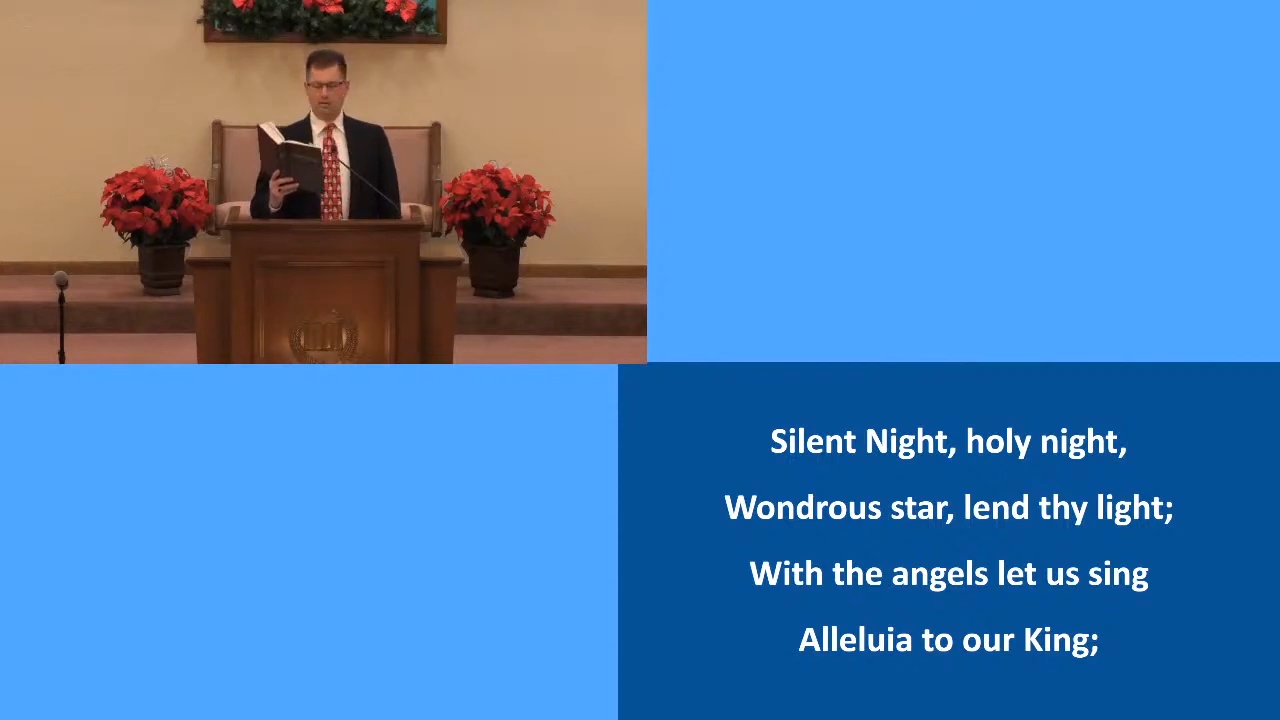 Silent Night, holy night,
Wondrous star, lend thy light;
With the angels let us sing
Alleluia to our King;